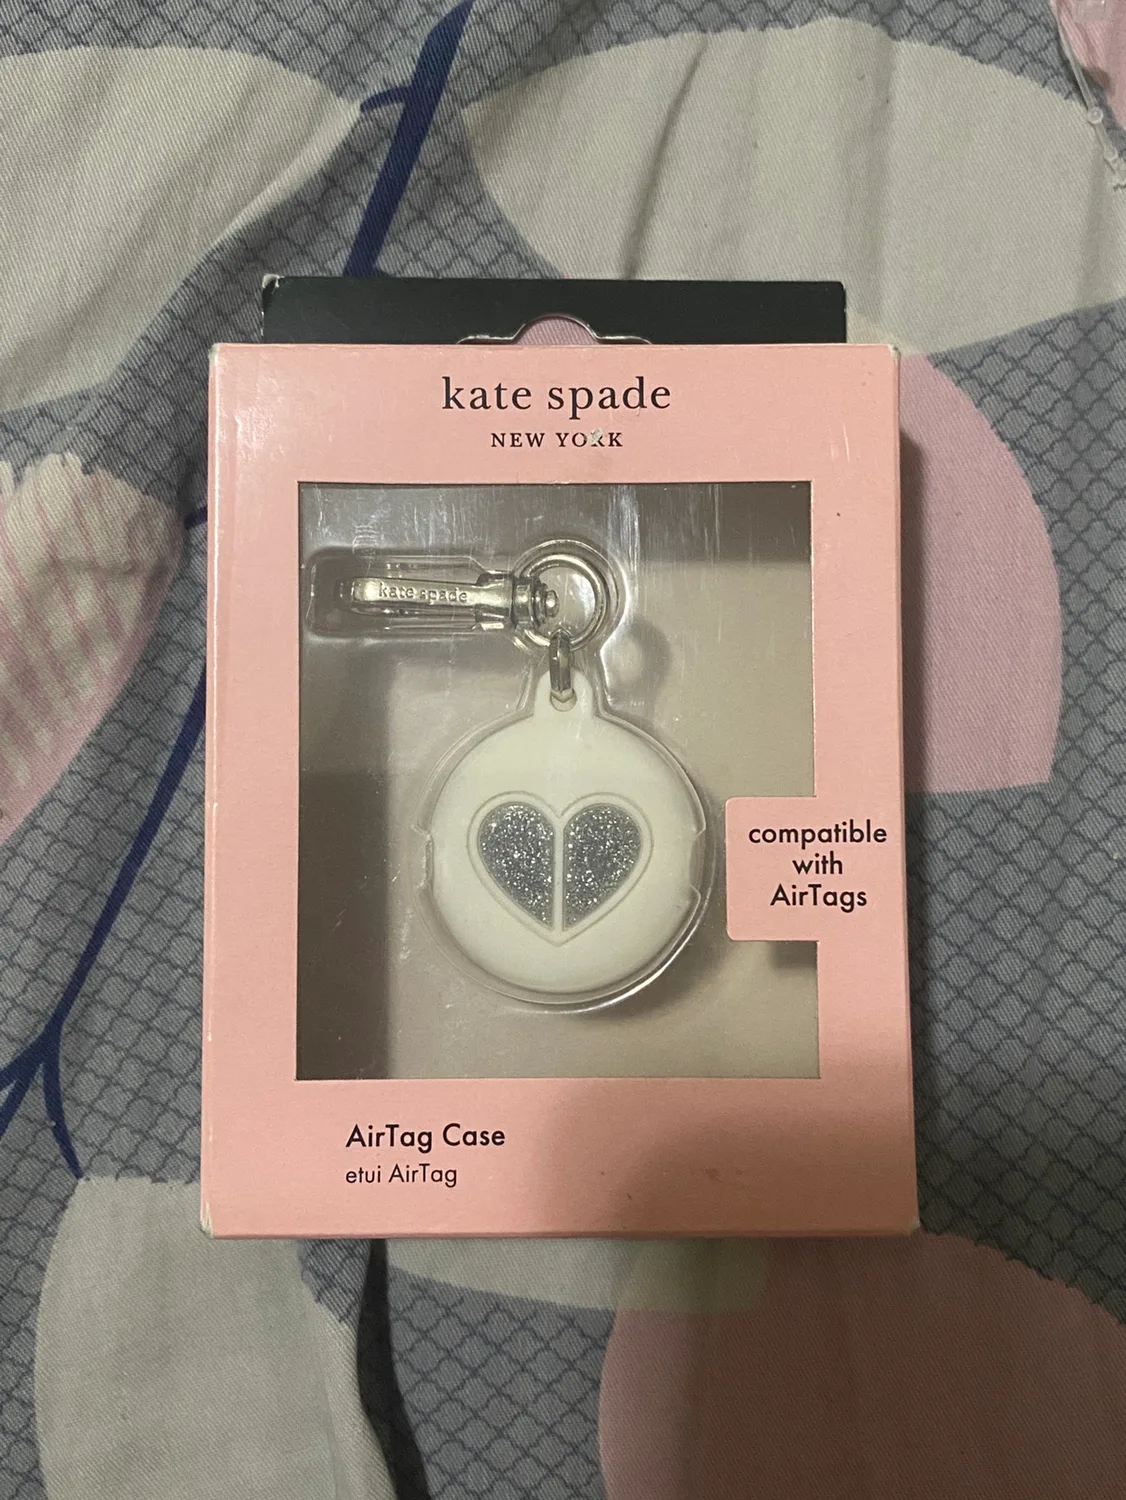 kate spade
NEW YORK
kate spade
compatible
with
AirTags
AirTag Case
etui AirTag